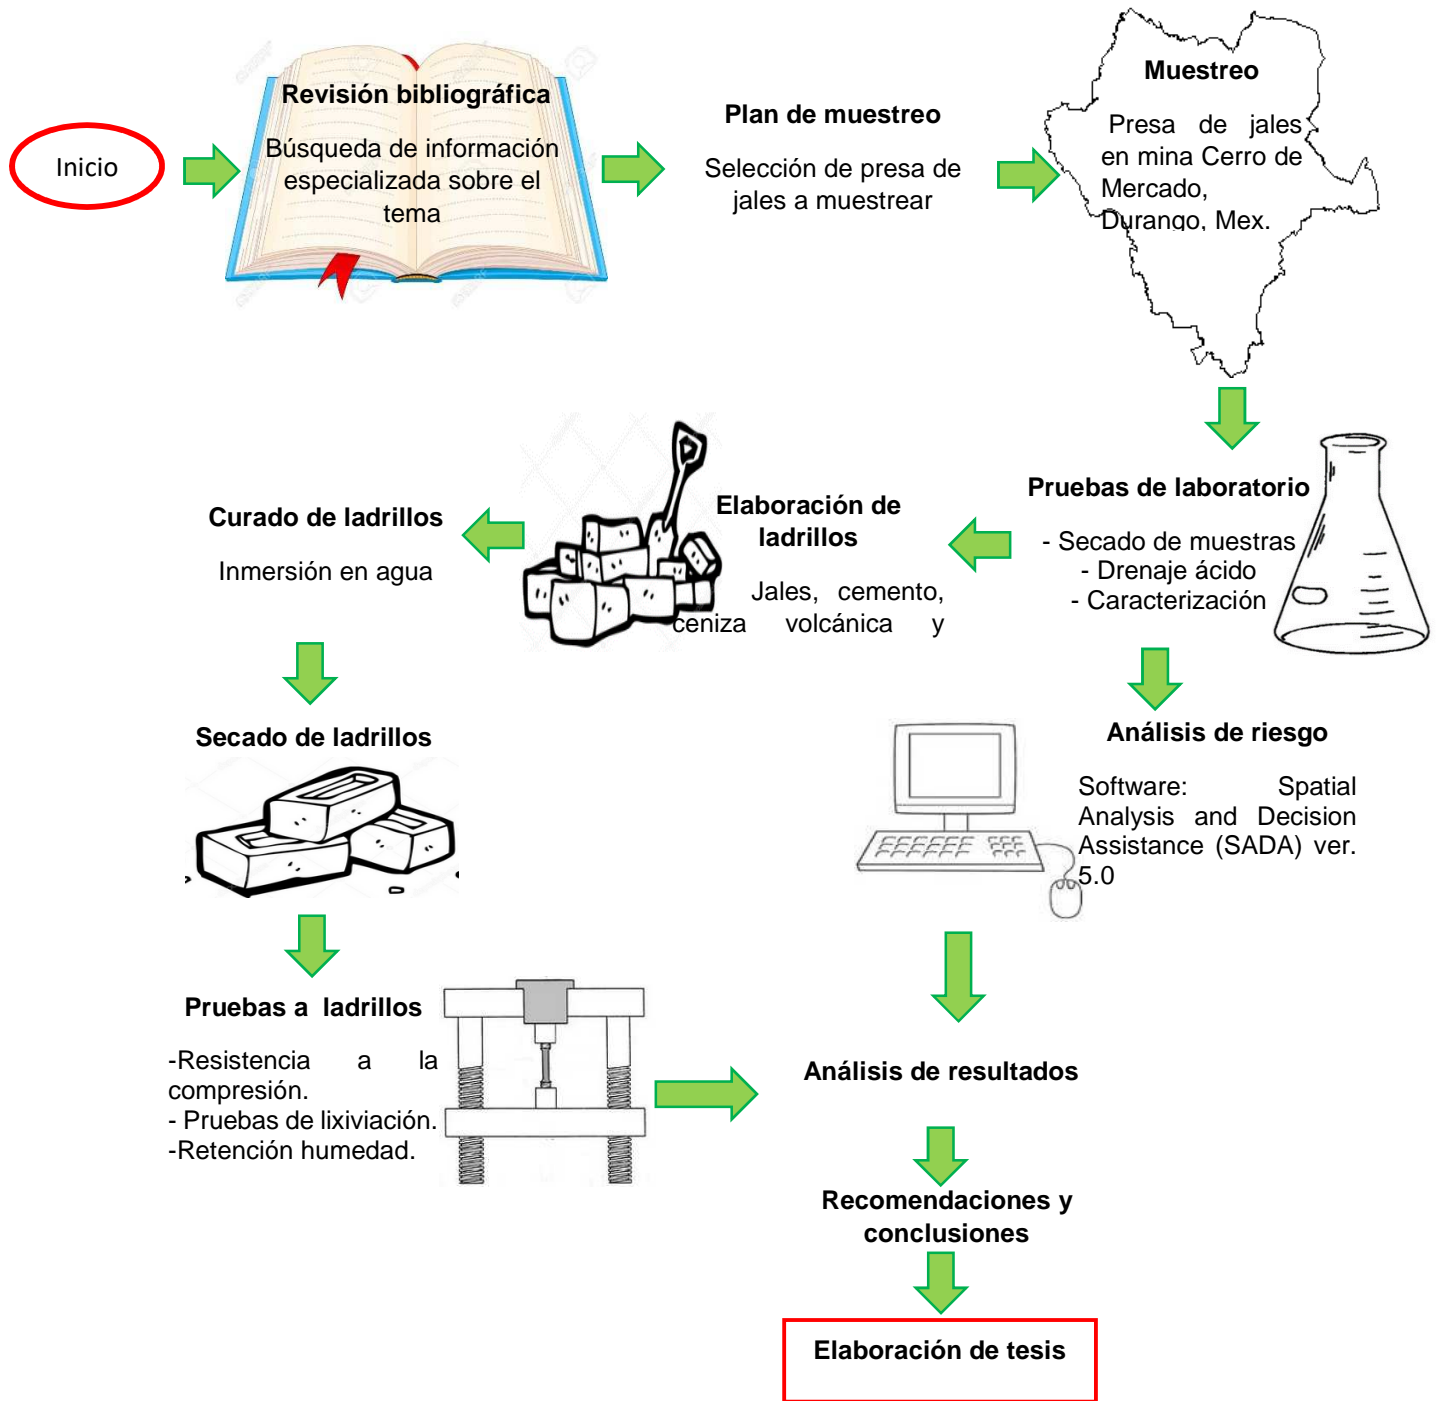 Inicio
Revisión bibliográfica
Búsqueda de información
especializada sobre el
tema
Plan de muestreo
Selección de presa de
jales a muestrear
Muestreo
Presa de jales
en mina Cerro de
Mercado,
Durango, Mex.
Pruebas de laboratorio
- Secado de muestras
- Drenaje ácido
- Caracterización
Elaboración de
ladrillos
Jales, cemento,
ceniza volcánica y
Curado de ladrillos
Inmersión en agua
Secado de ladrillos
Pruebas a ladrillos
-Resistencia a la
compresión.
- Pruebas de lixiviación.
-Retención humedad.
Análisis de riesgo
Software: Spatial
Analysis and Decision
Assistance (SADA) ver.
5.0
Análisis de resultados
Recomendaciones y
conclusiones
Elaboración de tesis